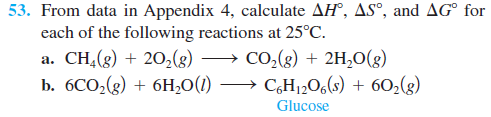 53. From data in Appendix 4, calculate ΔH°, ΔS°, and ΔG° for
each of the following reactions at 25°C.
a. CH₄(g) + 2O₂(g) ⟶ CO₂(g) + 2H₂O(g)
b. 6CO₂(g) + 6H₂O(l) ⟶ C₆H₁₂O₆(s) + 6O₂(g)
Glucose